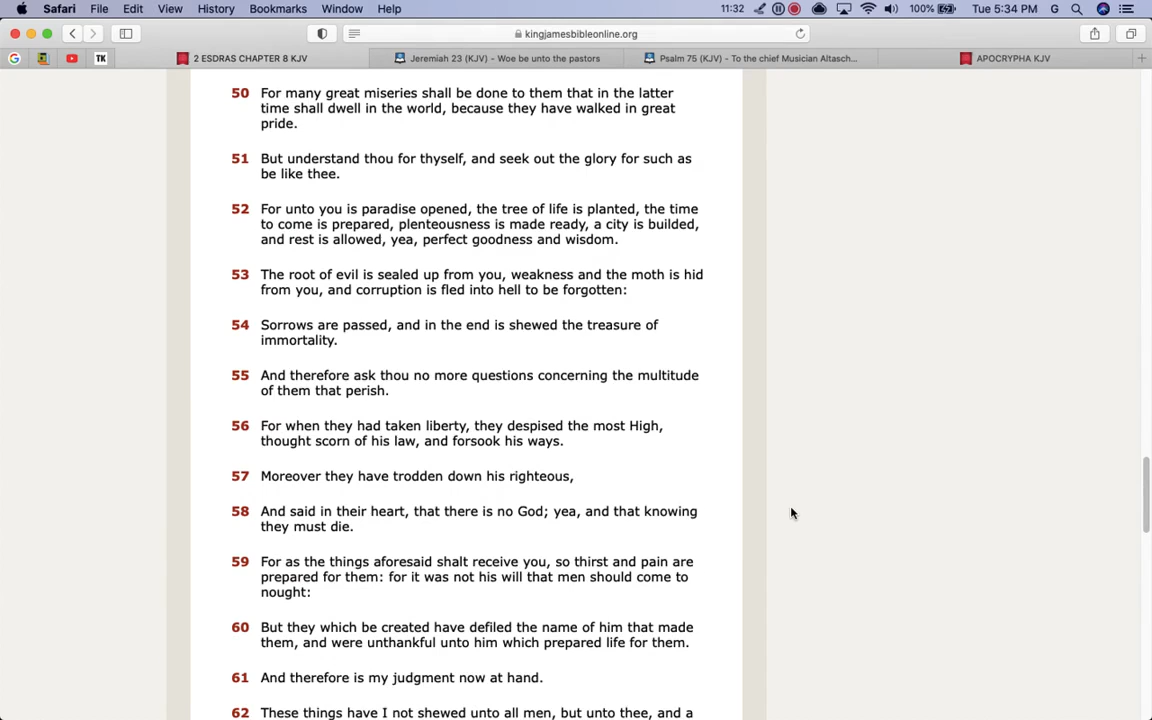 Safari File Edit View History Bookmarks Window Help 11:32 100% Tue 5:34 PM G
kingjamesbibleonline.org
G TK 2 ESDRAS CHAPTER 8 KJV Jeremiah 23 (KJV) - Woe be unto the pastors Psalm 75 (KJV) - To the chief Musician Altasch... APOCRYPHA KJV
50 For many great miseries shall be done to them that in the latter
time shall dwell in the world, because they have walked in great
pride.
51 But understand thou for thyself, and seek out the glory for such as
be like thee.
52 For unto you is paradise opened, the tree of life is planted, the time
to come is prepared, plenteousness is made ready, a city is builded,
and rest is allowed, yea, perfect goodness and wisdom.
53 The root of evil is sealed up from you, weakness and the moth is hid
from you, and corruption is fled into hell to be forgotten:
54 Sorrows are passed, and in the end is shewed the treasure of
immortality.
55 And therefore ask thou no more questions concerning the multitude
of them that perish.
56 For when they had taken liberty, they despised the most High,
thought scorn of his law, and forsook his ways.
57 Moreover they have trodden down his righteous,
58 And said in their heart, that there is no God; yea, and that knowing
they must die.
59 For as the things aforesaid shalt receive you, so thirst and pain are
prepared for them: for it was not his will that men should come to
nought:
60 But they which be created have defiled the name of him that made
them, and were unthankful unto him which prepared life for them.
61 And therefore is my judgment now at hand.
62 These things have I not shewed unto all men, but unto thee, and a